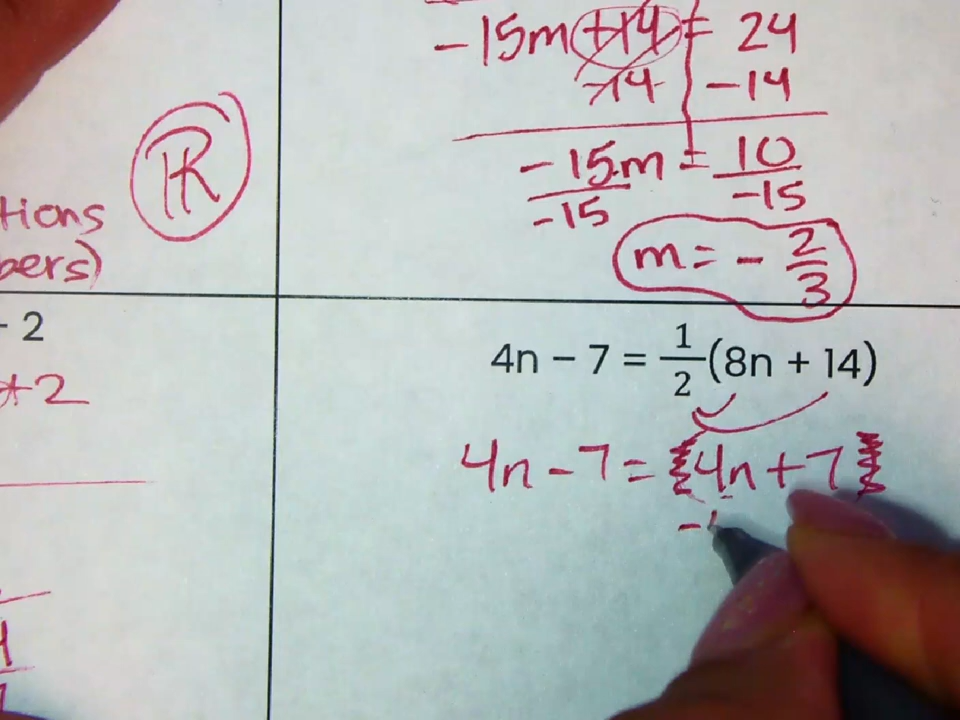 -15m +14 = 24
-14 -14
-15m = 10
-15 -15
m = - 2/3
R
tions
bers)
- 2
+2
4n – 7 = 1/2 (8n + 14)
4n - 7 = 4n + 7
-